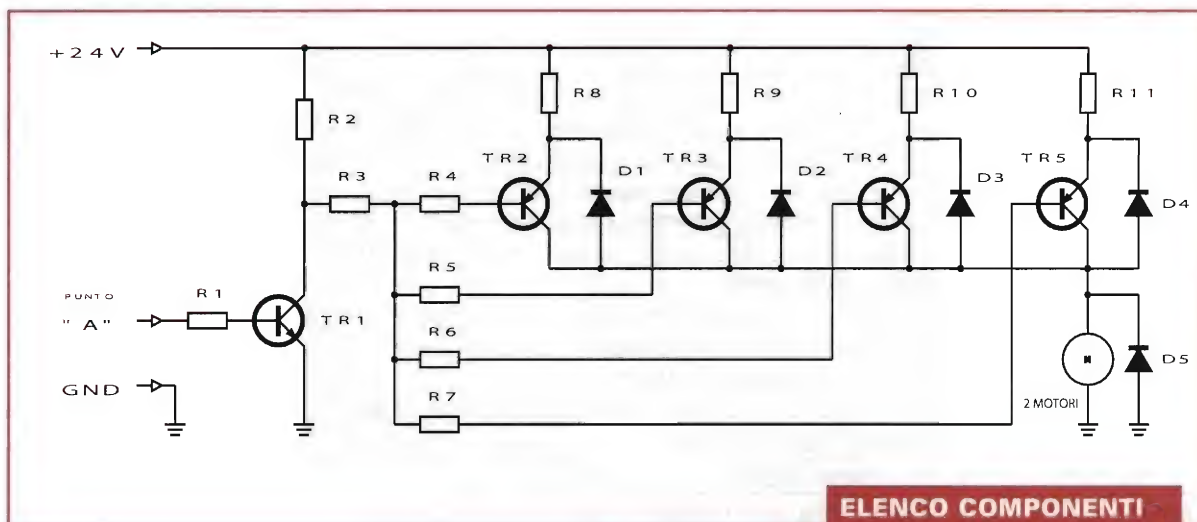 +24V
R2
R8
R9
R10
R11
TR2
D1
TR3
D2
TR4
D3
TR5
D4
R3
R4
PUNTO
"A"
R1
TR1
R5
R6
R7
GND
M
2 MOTORI
D5
ELENCO COMPONENTI